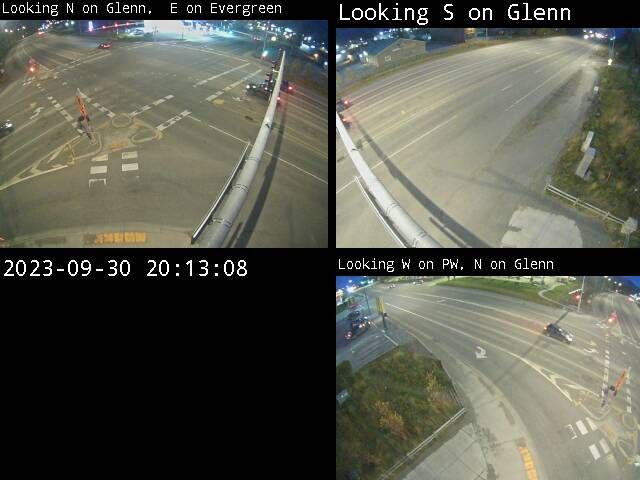 Looking N on Glenn,  E on Evergreen
Looking S on Glenn
2023-09-30 20:13:08
Looking W on PW, N on Glenn